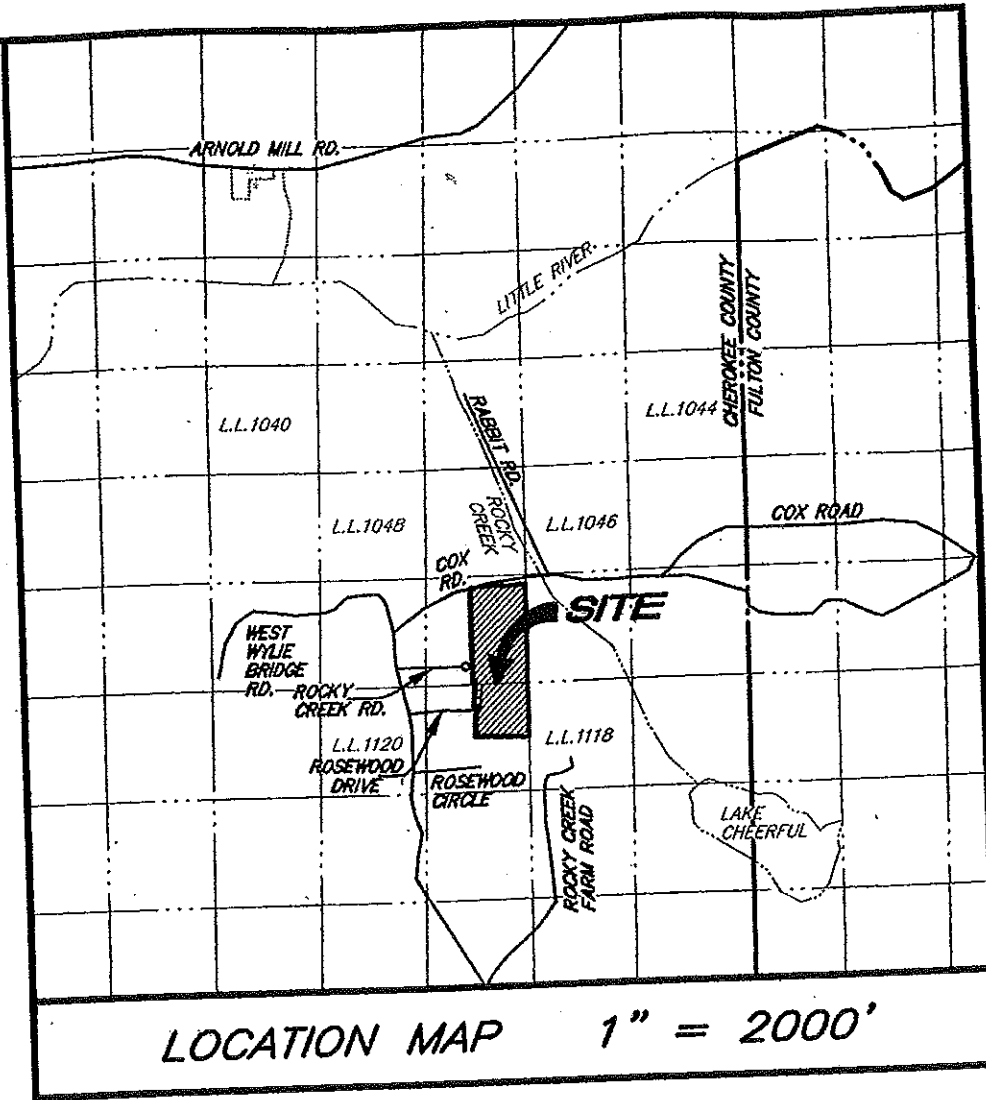 ARNOLD MILL RD.
LITTLE RIVER
CHEROKEE COUNTY
FULTON COUNTY
L.L.1040
L.L.1044
RABBIT RD.
ROCKY
CREEK
L.L.1048
L.L.1046
COX ROAD
COX
RD.
SITE
WEST
WYLIE
BRIDGE
RD.
ROCKY
CREEK RD.
L.L.1120
L.L.1118
ROSEWOOD
DRIVE
ROSEWOOD
CIRCLE
ROCKY CREEK
FARM ROAD
LAKE
CHEERFUL
LOCATION MAP 1" = 2000'